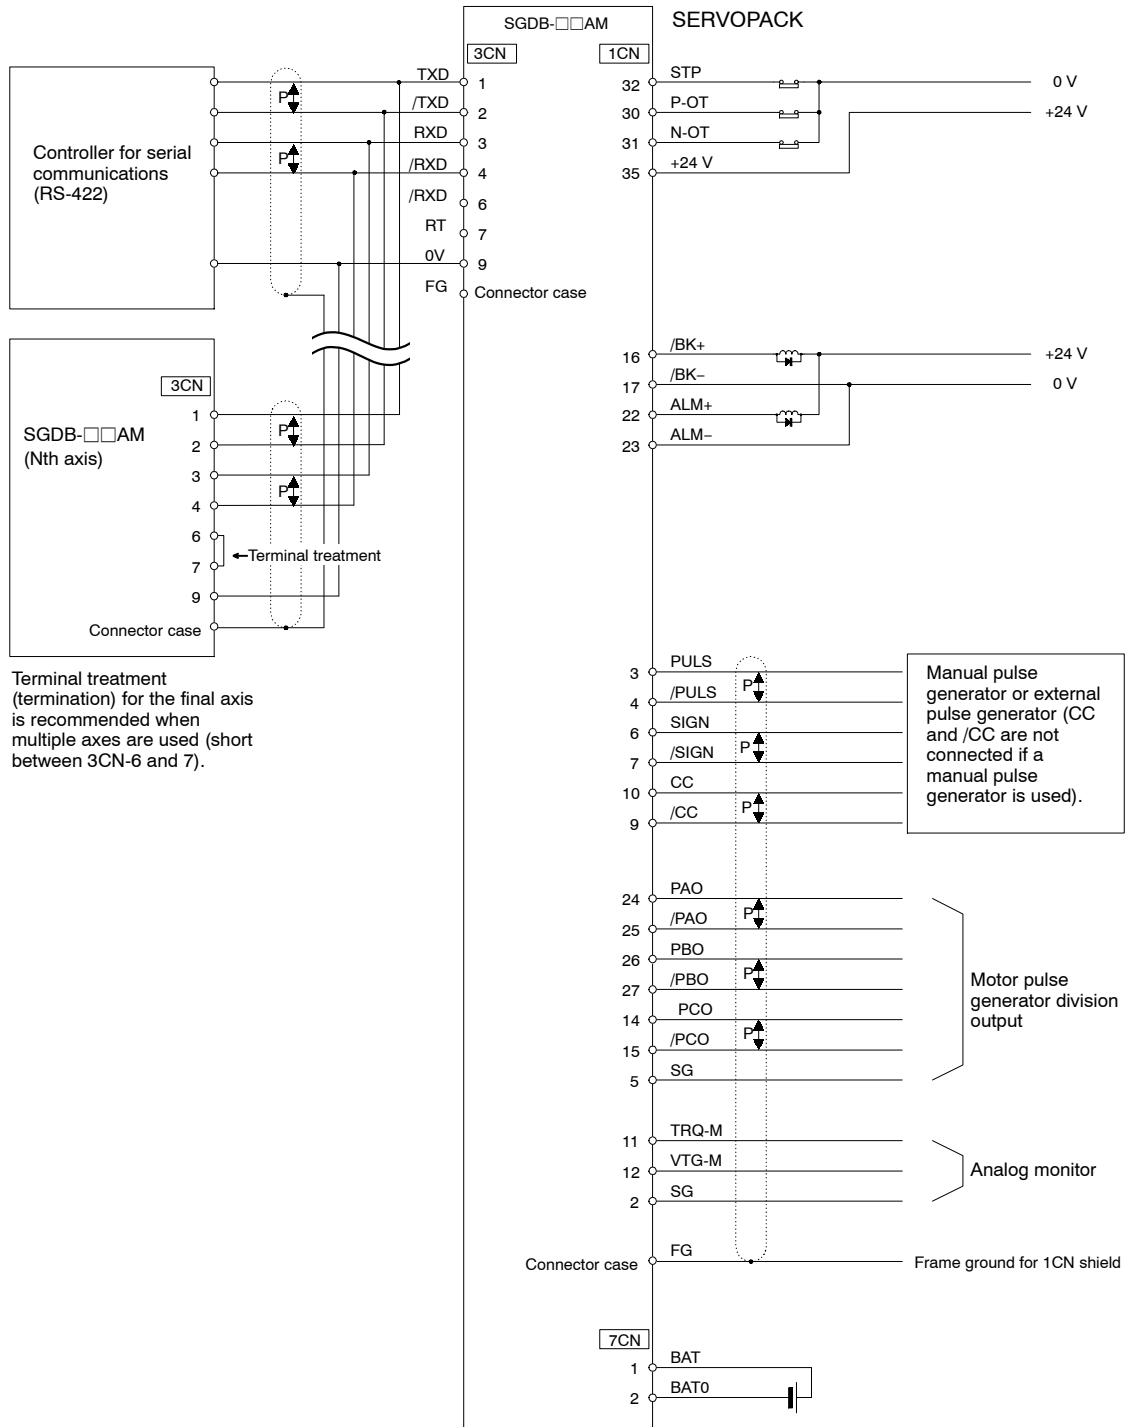 SGDB-□□AM
SERVOPACK
3CN
1CN
TXD 1
/TXD 2
RXD 3
/RXD 4
/RXD 6
RT 7
0V 9
FG Connector case
P
P
Controller for serial
communications
(RS-422)
32 STP 0 V
30 P-OT +24 V
31 N-OT
35 +24 V
16 /BK+ +24 V
17 /BK− 0 V
22 ALM+
23 ALM−
3CN
1
2
3
4
6
7
9
Connector case
SGDB-□□AM
(Nth axis)
P
P
Terminal treatment
Terminal treatment
(termination) for the final axis
is recommended when
multiple axes are used (short
between 3CN-6 and 7).
3 PULS
P
4 /PULS
6 SIGN
P
7 /SIGN
10 CC
P
9 /CC
Manual pulse
generator or external
pulse generator (CC
and /CC are not
connected if a
manual pulse
generator is used).
24 PAO
P
25 /PAO
26 PBO
P
27 /PBO
14 PCO
P
15 /PCO
5 SG
Motor pulse
generator division
output
11 TRQ-M
12 VTG-M
2 SG
Analog monitor
Connector case FG Frame ground for 1CN shield
7CN
1 BAT
2 BAT0